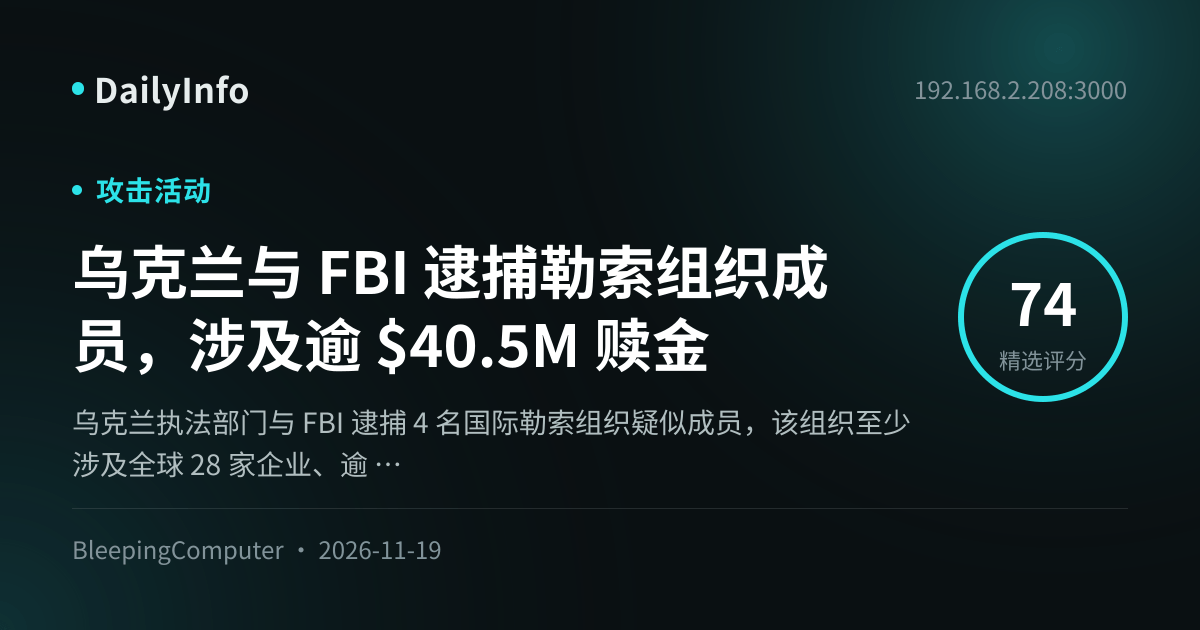 DailyInfo
192.168.2.208:3000
攻击活动
乌克兰与 FBI 逮捕勒索组织成
员，涉及逾 $40.5M 赎金
74
精选评分
乌克兰执法部门与 FBI 逮捕 4 名国际勒索组织疑似成员，该组织至少
涉及全球 28 家企业、逾 …
BleepingComputer · 2026-11-19